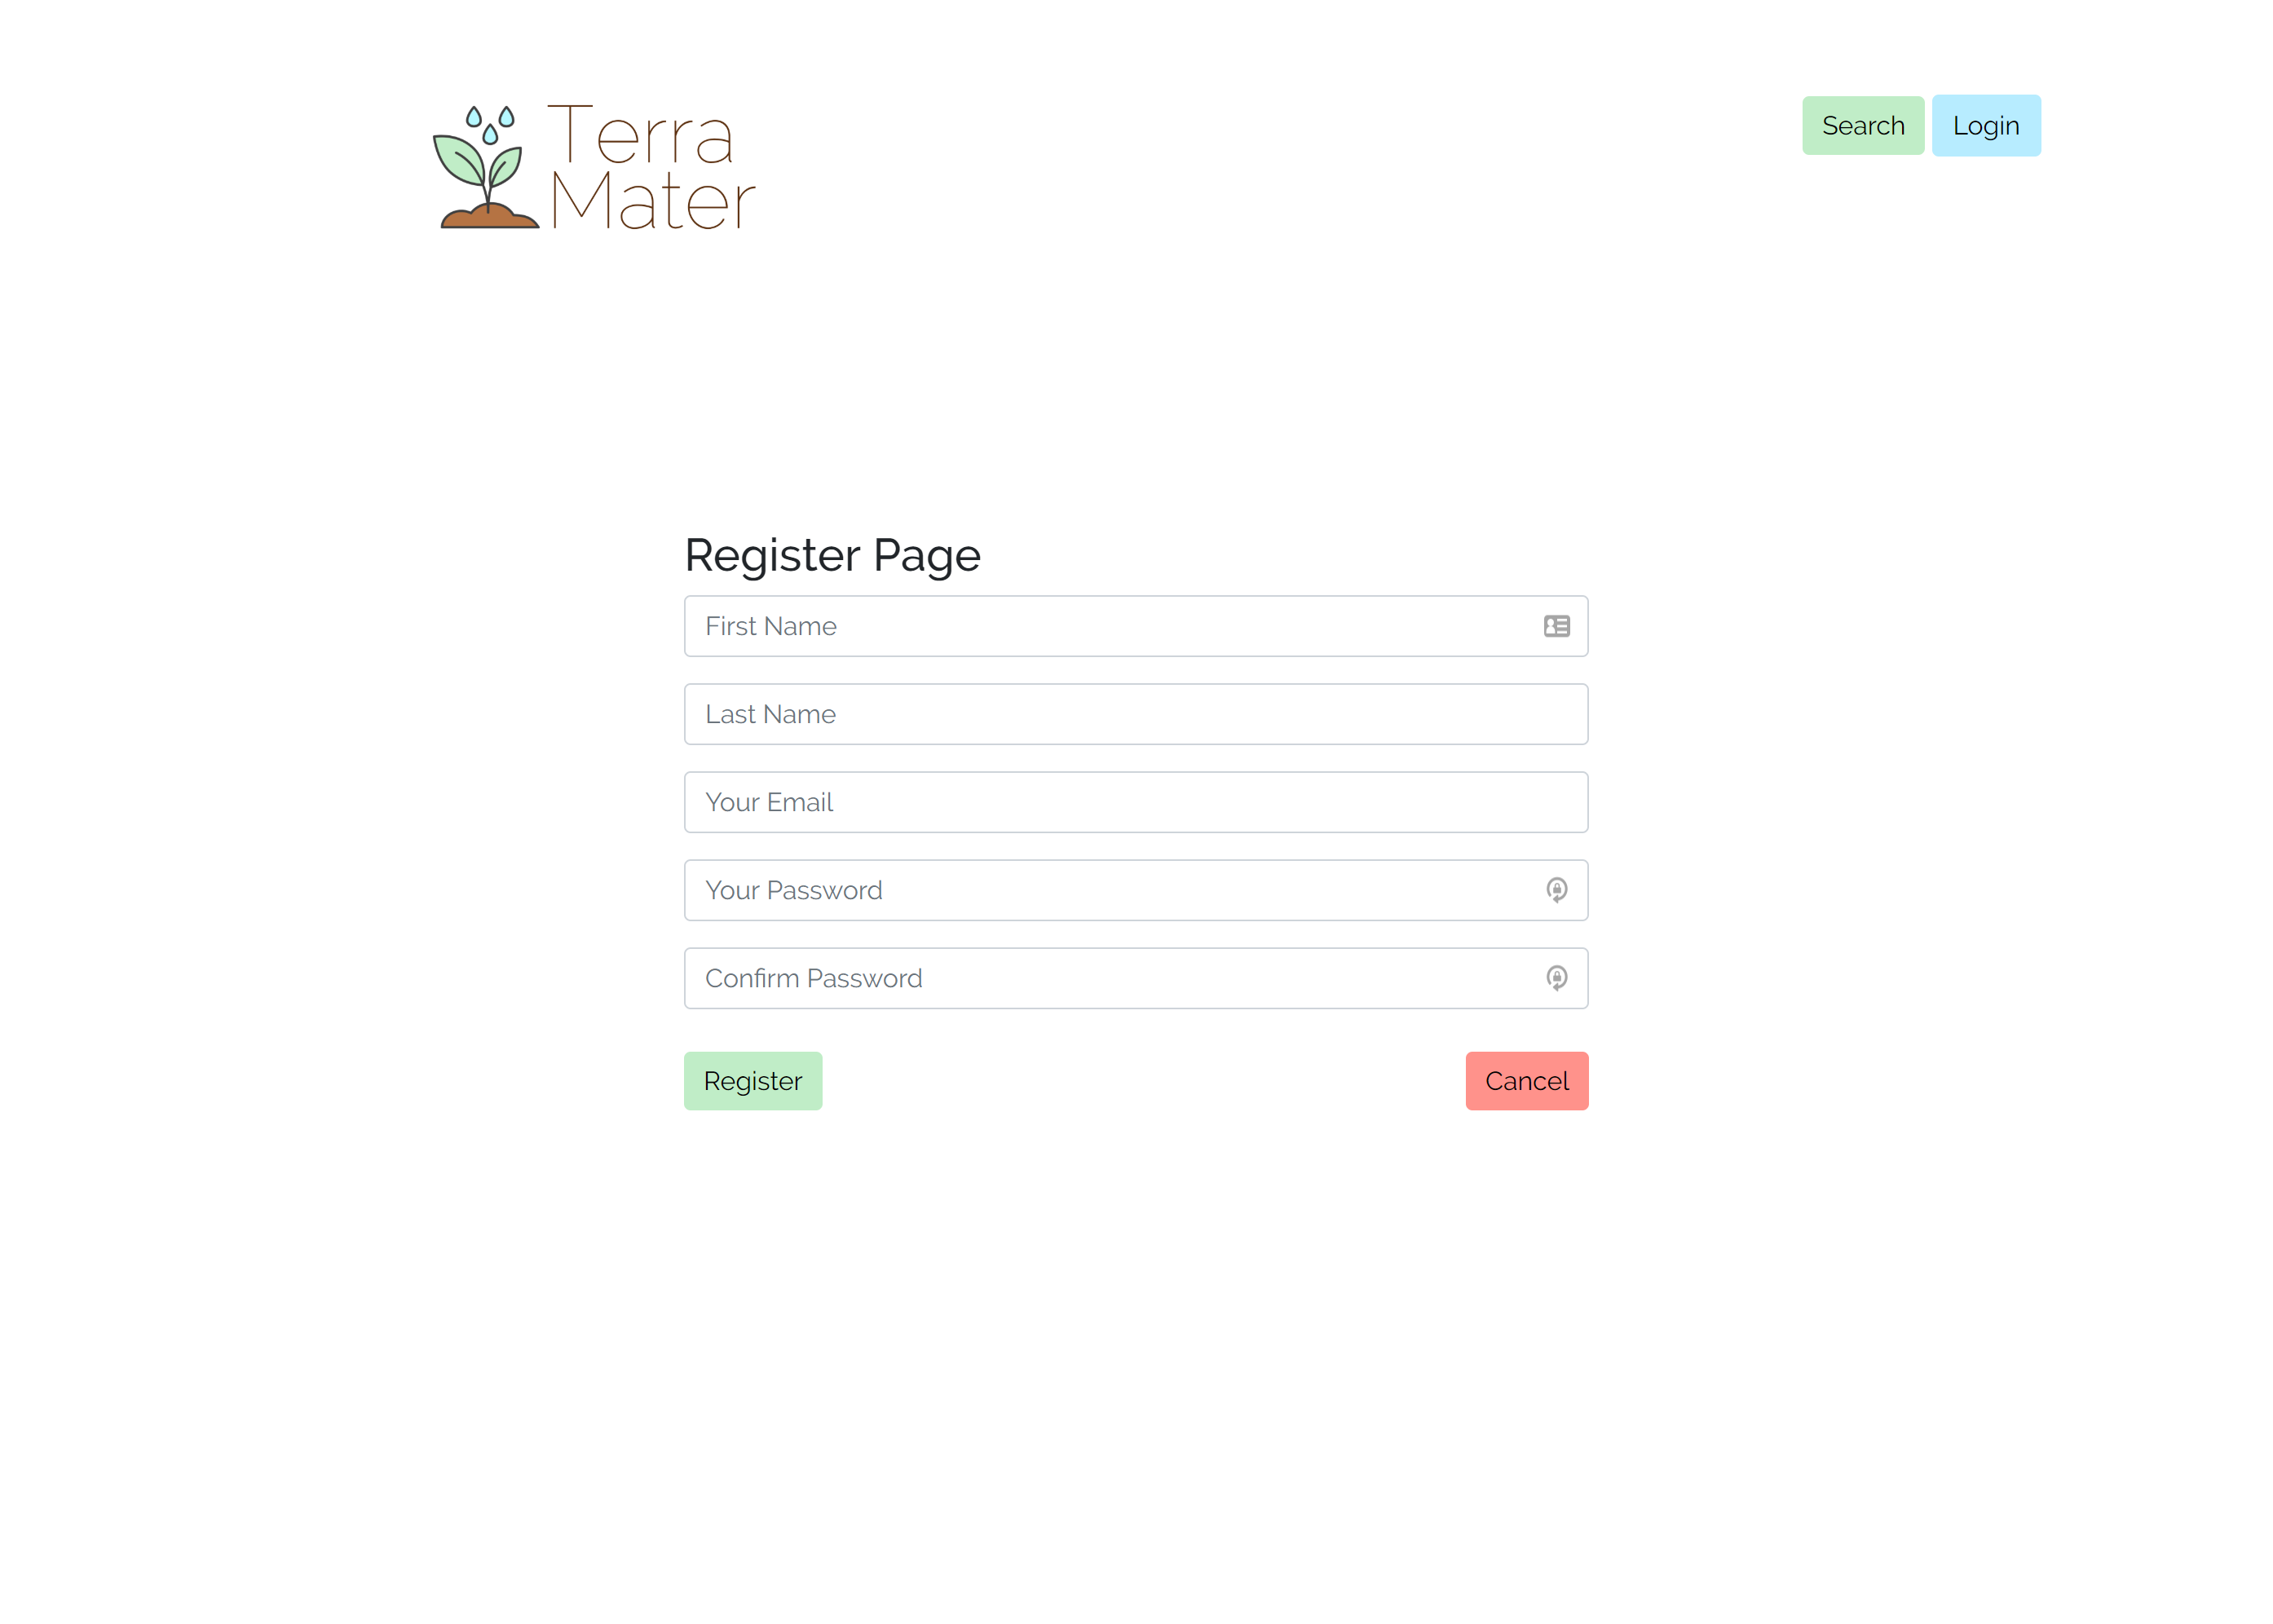 Terra
Mater
Search Login
Register Page
First Name
Last Name
Your Email
Your Password
Confirm Password
Register Cancel